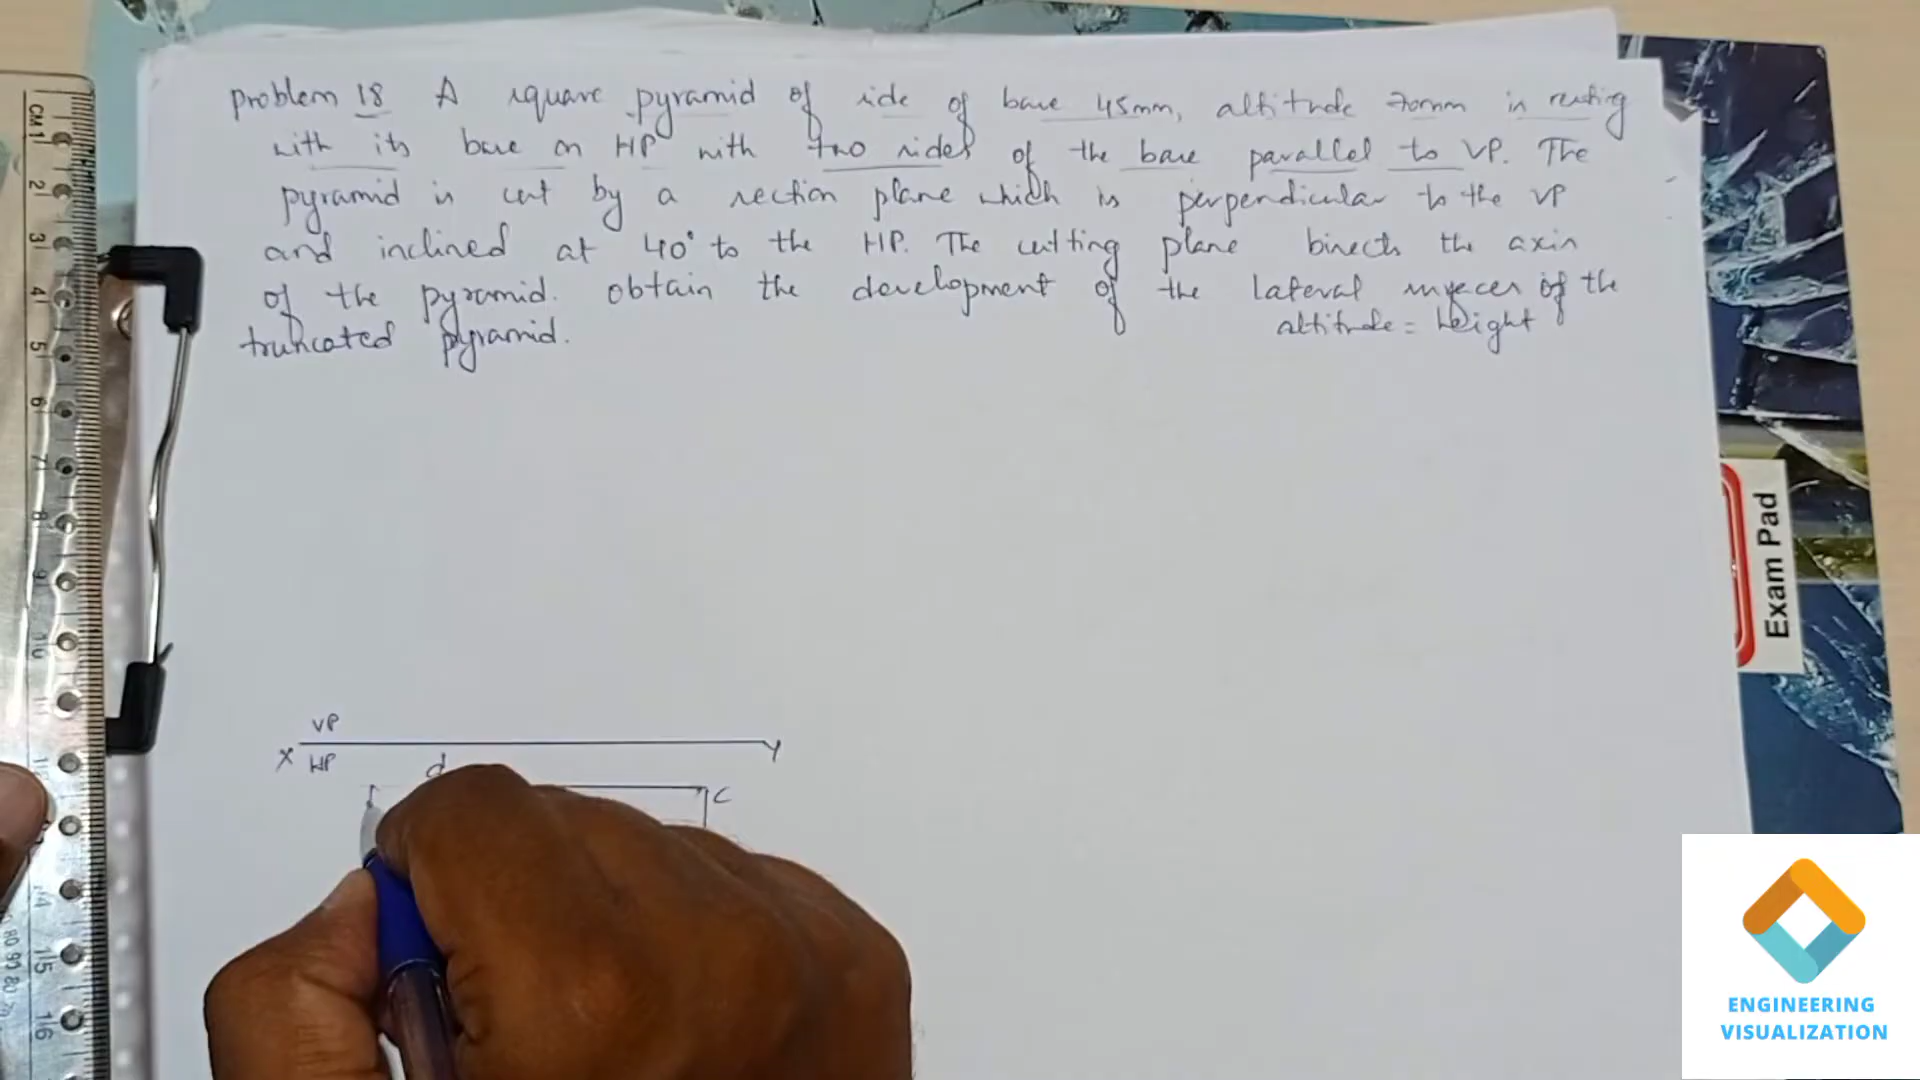 problem 18 A square pyramid of side of base 45mm, altitude 70mm is resting
with its base on HP with two sides of the base parallel to VP. The
pyramid is cut by a section plane which is perpendicular to the VP
and inclined at 40° to the HP. The cutting plane bisects the axis
of the pyramid. obtain the development of the lateral surfaces of the
altitude = height
truncated pyramid.
VP
X HP Y
d
C
CM 1 2 3 4 5 6 7 8 9 10 11
14 15 16
80 90 80
Exam Pad
ENGINEERING
VISUALIZATION